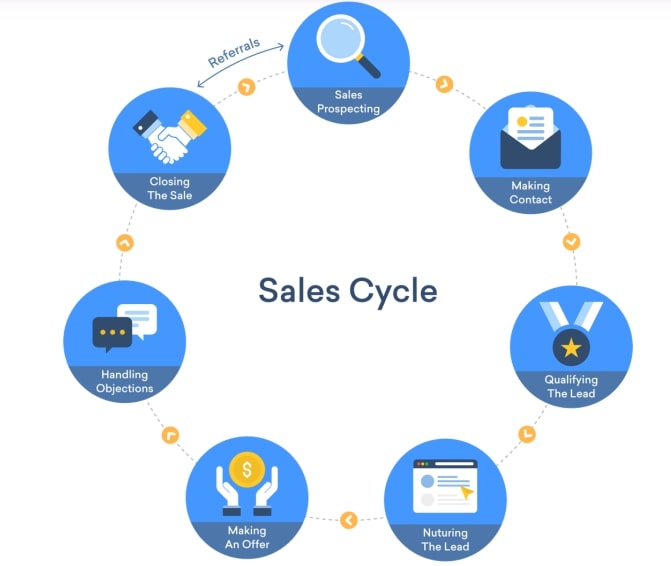 Referrals
Sales
Prospecting
Making
Contact
Qualifying
The Lead
Nuturing
The Lead
Making
An Offer
$
Handling
Objections
Closing
The Sale
Sales Cycle